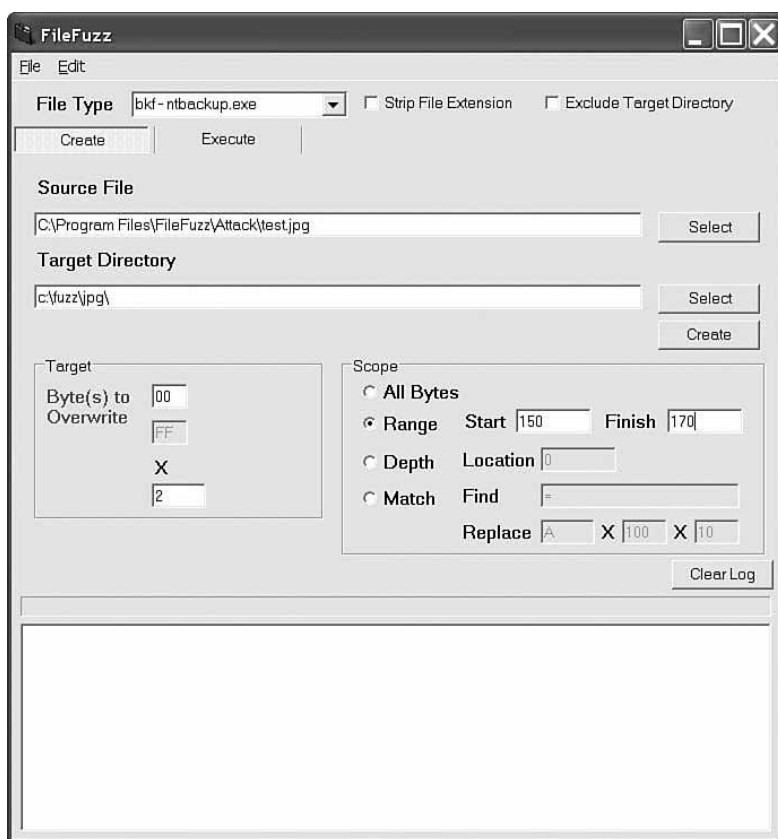 FileFuzz
File Edit
File Type bkf - ntbackup.exe Strip File Extension Exclude Target Directory
Create Execute
Source File
C:\Program Files\FileFuzz\Attack\test.jpg Select
Target Directory
c:\fuzz\jpg\ Select
Create
Target
Byte(s) to Overwrite
00
FF
X
2
Scope
All Bytes
Range Start 150 Finish 170
Depth Location 0
Match Find =
Replace A X 100 X 10
Clear Log